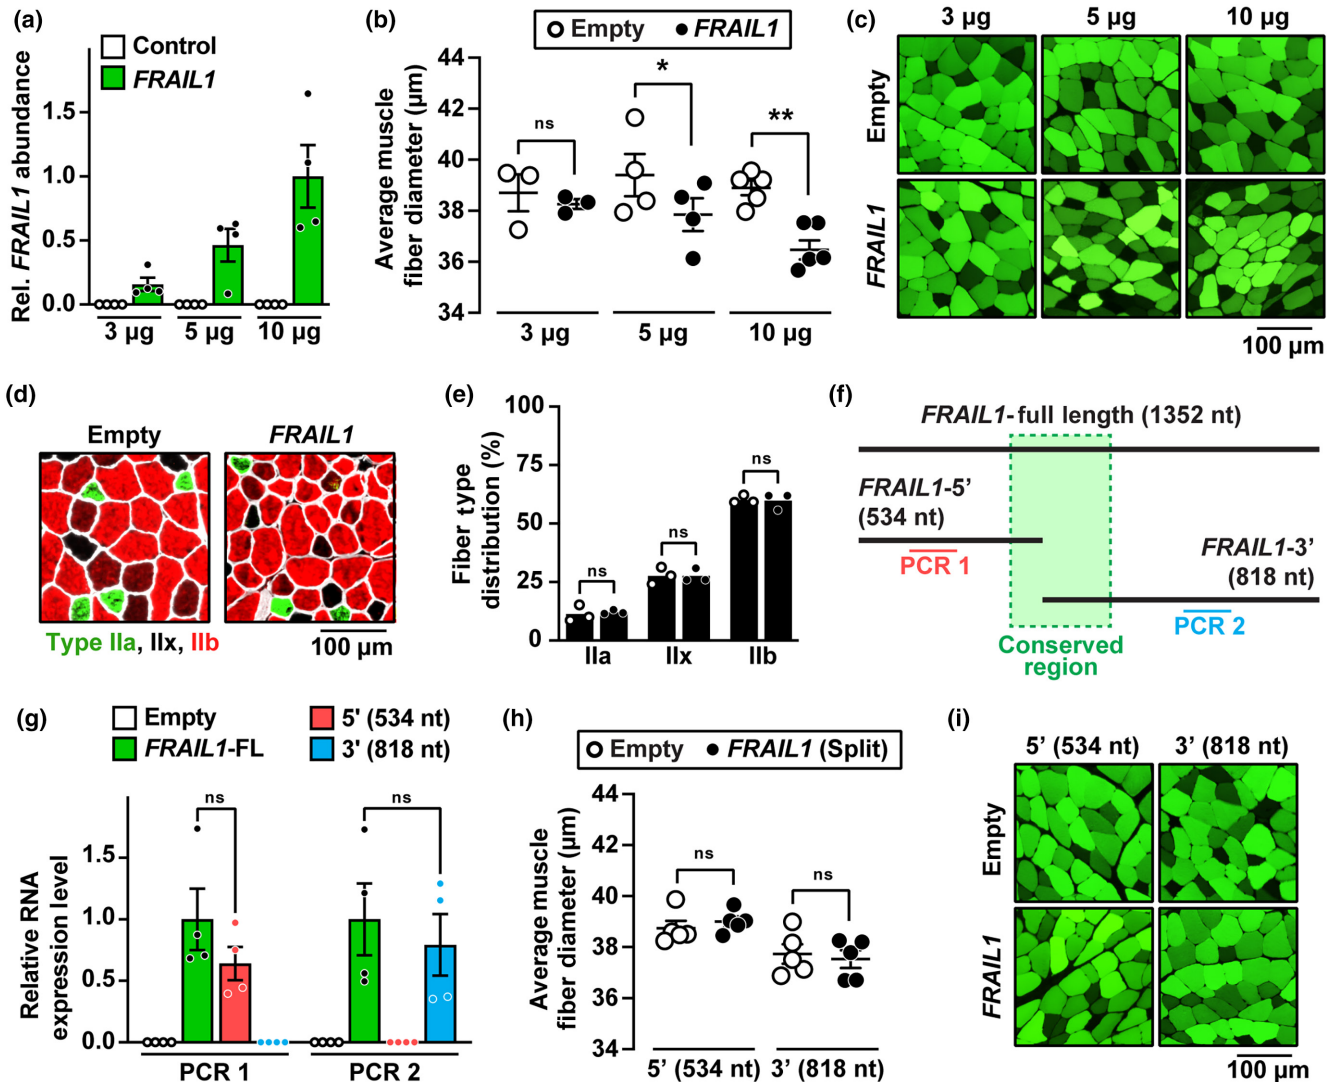 (a)
Control
FRAIL1
Rel. FRAIL1 abundance
1.5
1.0
0.5
0.0
3 µg
5 µg
10 µg
(b)
Empty
FRAIL1
Average muscle
fiber diameter (µm)
44
42
40
38
36
34
ns
*
**
3 µg
5 µg
10 µg
(c)
3 µg
5 µg
10 µg
Empty
FRAIL1
100 µm
(d)
Empty
FRAIL1
Type IIa, IIx, IIb
100 µm
(e)
Fiber type
distribution (%)
100
75
50
25
0
ns
ns
ns
IIa
IIx
IIb
(f)
FRAIL1-full length (1352 nt)
FRAIL1-5’
(534 nt)
PCR 1
FRAIL1-3’
(818 nt)
PCR 2
Conserved
region
(g)
Empty
FRAIL1-FL
5' (534 nt)
3' (818 nt)
Relative RNA
expression level
1.5
1.0
0.5
0.0
ns
ns
PCR 1
PCR 2
(h)
Empty
FRAIL1 (Split)
Average muscle
fiber diameter (µm)
44
42
40
38
36
34
ns
ns
5’ (534 nt)
3’ (818 nt)
(i)
5’ (534 nt)
3’ (818 nt)
Empty
FRAIL1
100 µm